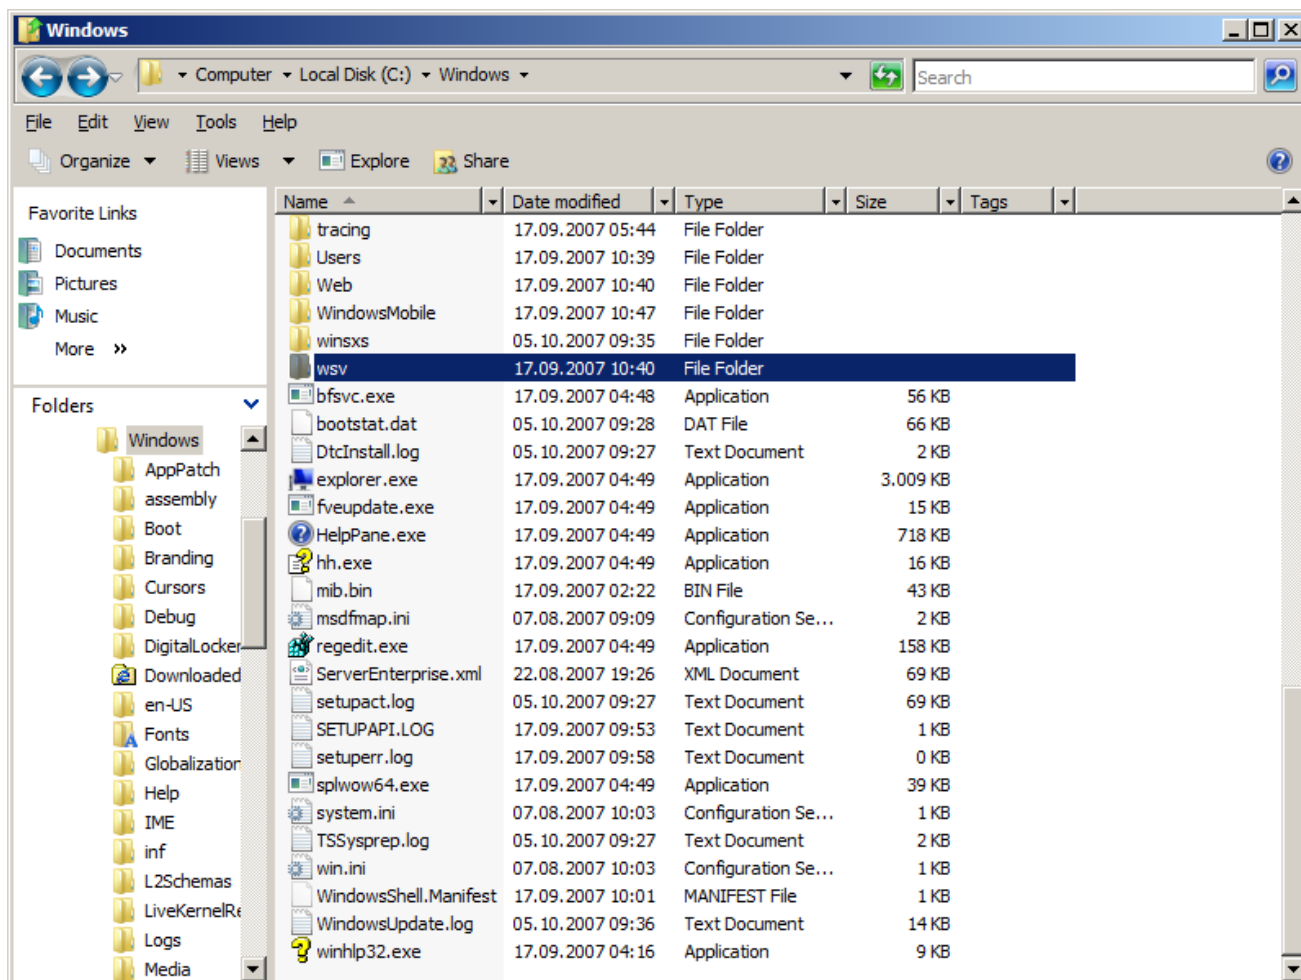 Windows
Computer Local Disk (C:) Windows
Search
File Edit View Tools Help
Organize Views Explore Share
Favorite Links
Documents
Pictures
Music
More »
Folders
Windows
AppPatch
assembly
Boot
Branding
Cursors
Debug
DigitalLocker
Downloaded
en-US
Fonts
Globalization
Help
IME
inf
L2Schemas
LiveKernelRe
Logs
Media
Name Date modified Type Size Tags
tracing 17.09.2007 05:44 File Folder
Users 17.09.2007 10:39 File Folder
Web 17.09.2007 10:40 File Folder
WindowsMobile 17.09.2007 10:47 File Folder
winsxs 05.10.2007 09:35 File Folder
wsv 17.09.2007 10:40 File Folder
bfsvc.exe 17.09.2007 04:48 Application 56 KB
bootstat.dat 05.10.2007 09:28 DAT File 66 KB
DtcInstall.log 05.10.2007 09:27 Text Document 2 KB
explorer.exe 17.09.2007 04:49 Application 3.009 KB
fveupdate.exe 17.09.2007 04:49 Application 15 KB
HelpPane.exe 17.09.2007 04:49 Application 718 KB
hh.exe 17.09.2007 04:49 Application 16 KB
mib.bin 17.09.2007 02:22 BIN File 43 KB
msdfmap.ini 07.08.2007 09:09 Configuration Se... 2 KB
regedit.exe 17.09.2007 04:49 Application 158 KB
ServerEnterprise.xml 22.08.2007 19:26 XML Document 69 KB
setupact.log 05.10.2007 09:27 Text Document 69 KB
SETUPAPI.LOG 17.09.2007 09:53 Text Document 1 KB
setuperr.log 17.09.2007 09:58 Text Document 0 KB
splwow64.exe 17.09.2007 04:49 Application 39 KB
system.ini 07.08.2007 10:03 Configuration Se... 1 KB
TSSysprep.log 05.10.2007 09:27 Text Document 2 KB
win.ini 07.08.2007 10:03 Configuration Se... 1 KB
WindowsShell.Manifest 17.09.2007 10:01 MANIFEST File 1 KB
WindowsUpdate.log 05.10.2007 09:36 Text Document 14 KB
winhlp32.exe 17.09.2007 04:16 Application 9 KB